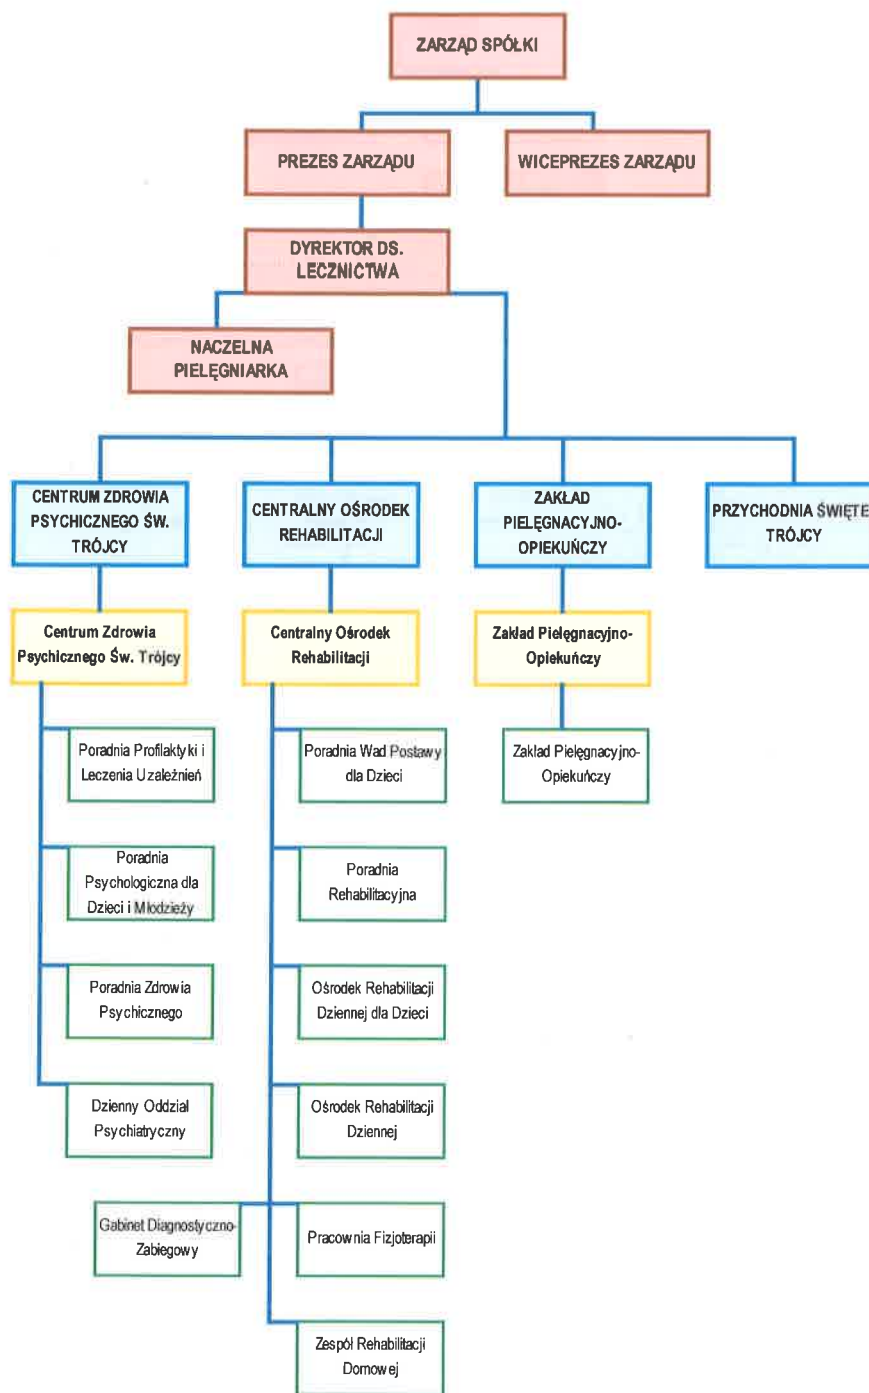 ZARZĄD SPÓŁKI
PREZES ZARZĄDU
WICEPREZES ZARZĄDU
DYREKTOR DS.
LECZNICTWA
NACZELNA
PIELĘGNIARKA
CENTRUM ZDROWIA
PSYCHICZNEGO ŚW.
TRÓJCY
CENTRALNY OŚRODEK
REHABILITACJI
ZAKŁAD
PIELĘGNACYJNO-
OPIEKUŃCZY
PRZYCHODNIA ŚWIĘTE
TRÓJCY
Centrum Zdrowia
Psychicznego Św. Trójcy
Centralny Ośrodek
Rehabilitacji
Zakład Pielęgnacyjno-
Opiekuńczy
Poradnia Profilaktyki i
Leczenia Uzależnień
Poradnia
Psychologiczna dla
Dzieci i Młodzieży
Poradnia Zdrowia
Psychicznego
Dzienny Oddział
Psychiatryczny
Poradnia Wad Postawy
dla Dzieci
Poradnia
Rehabilitacyjna
Ośrodek Rehabilitacji
Dziennej dla Dzieci
Ośrodek Rehabilitacji
Dziennej
Gabinet Diagnostyczno-
Zabiegowy
Pracownia Fizjoterapii
Zespół Rehabilitacji
Domowej
Zakład Pielęgnacyjno-
Opiekuńczy